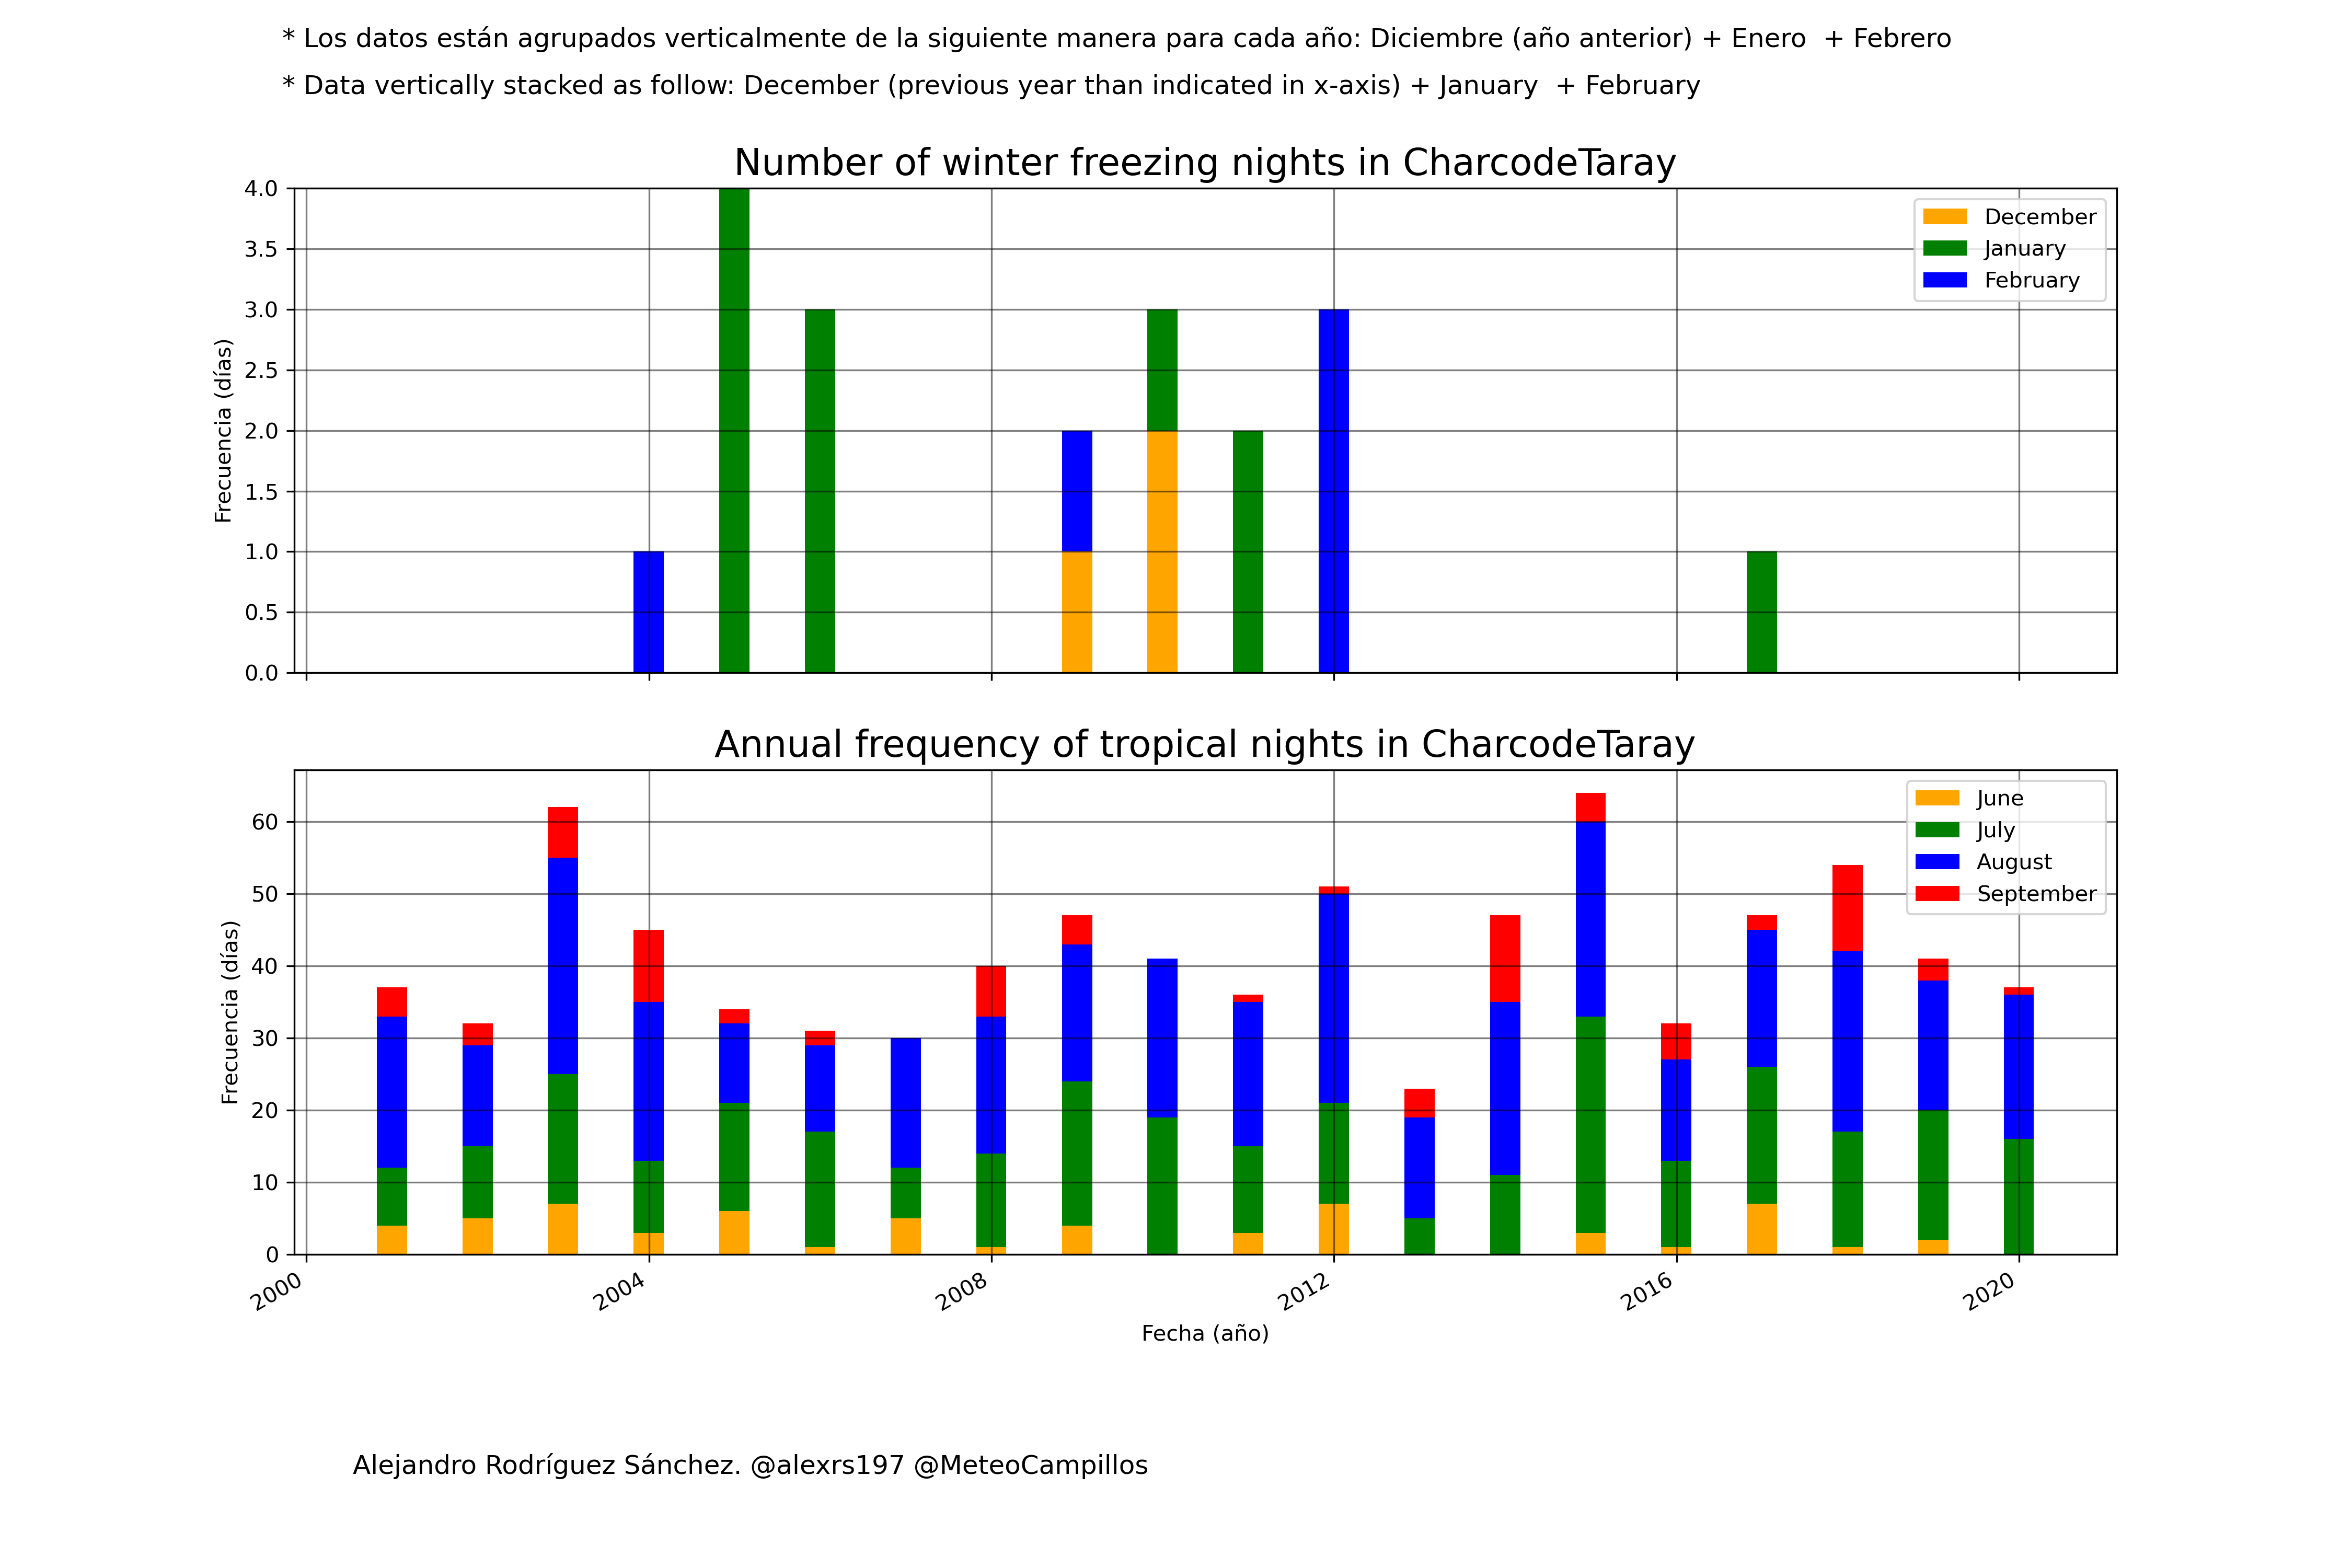 * Los datos están agrupados verticalmente de la siguiente manera para cada año: Diciembre (año anterior) + Enero  + Febrero
* Data vertically stacked as follow: December (previous year than indicated in x-axis) + January  + February
Number of winter freezing nights in CharcodeTaray
4.0
3.5
3.0
2.5
2.0
1.5
1.0
0.5
0.0
Frecuencia (días)
December
January
February
Annual frequency of tropical nights in CharcodeTaray
60
50
40
30
20
10
0
Frecuencia (días)
June
July
August
September
2000
2004
2008
2012
2016
2020
Fecha (año)
Alejandro Rodríguez Sánchez. @alexrs197 @MeteoCampillos